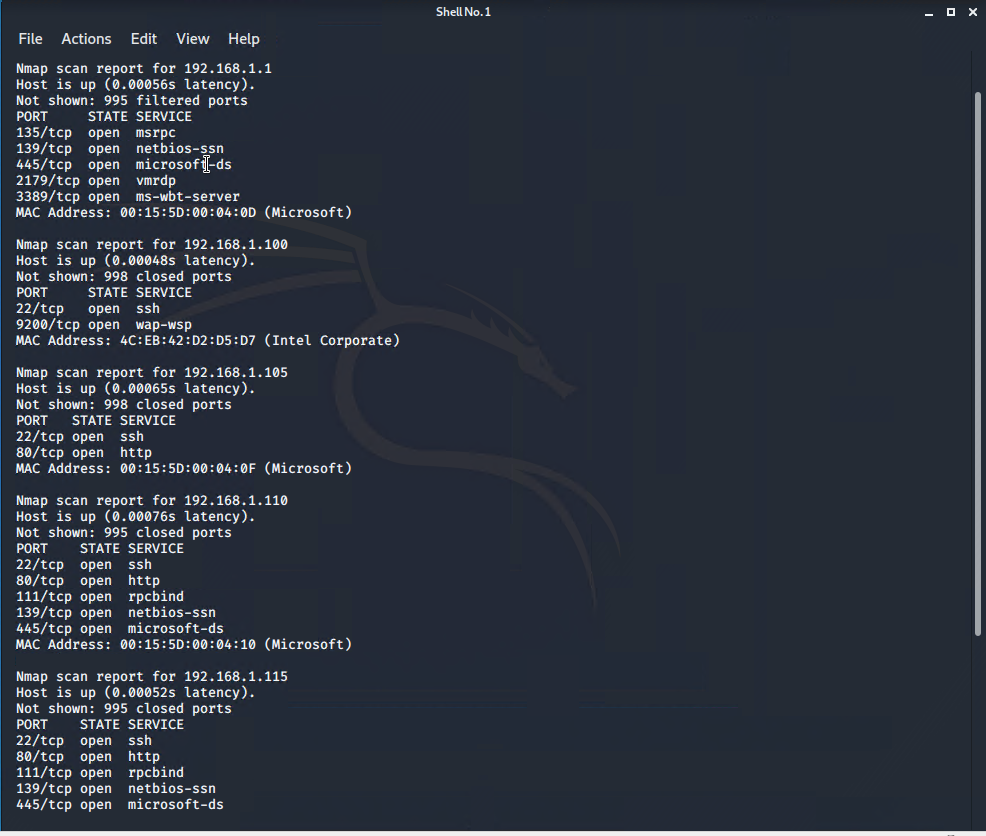 Shell No. 1
File Actions Edit View Help
Nmap scan report for 192.168.1.1
Host is up (0.00056s latency).
Not shown: 995 filtered ports
PORT     STATE SERVICE
135/tcp  open  msrpc
139/tcp  open  netbios-ssn
445/tcp  open  microsoft-ds
2179/tcp open  vmrdp
3389/tcp open  ms-wbt-server
MAC Address: 00:15:5D:00:04:0D (Microsoft)

Nmap scan report for 192.168.1.100
Host is up (0.00048s latency).
Not shown: 998 closed ports
PORT     STATE SERVICE
22/tcp   open  ssh
9200/tcp open  wap-wsp
MAC Address: 4C:EB:42:D2:D5:D7 (Intel Corporate)

Nmap scan report for 192.168.1.105
Host is up (0.00065s latency).
Not shown: 998 closed ports
PORT   STATE SERVICE
22/tcp open  ssh
80/tcp open  http
MAC Address: 00:15:5D:00:04:0F (Microsoft)

Nmap scan report for 192.168.1.110
Host is up (0.00076s latency).
Not shown: 995 closed ports
PORT    STATE SERVICE
22/tcp  open  ssh
80/tcp  open  http
111/tcp open  rpcbind
139/tcp open  netbios-ssn
445/tcp open  microsoft-ds
MAC Address: 00:15:5D:00:04:10 (Microsoft)

Nmap scan report for 192.168.1.115
Host is up (0.00052s latency).
Not shown: 995 closed ports
PORT    STATE SERVICE
22/tcp  open  ssh
80/tcp  open  http
111/tcp open  rpcbind
139/tcp open  netbios-ssn
445/tcp open  microsoft-ds